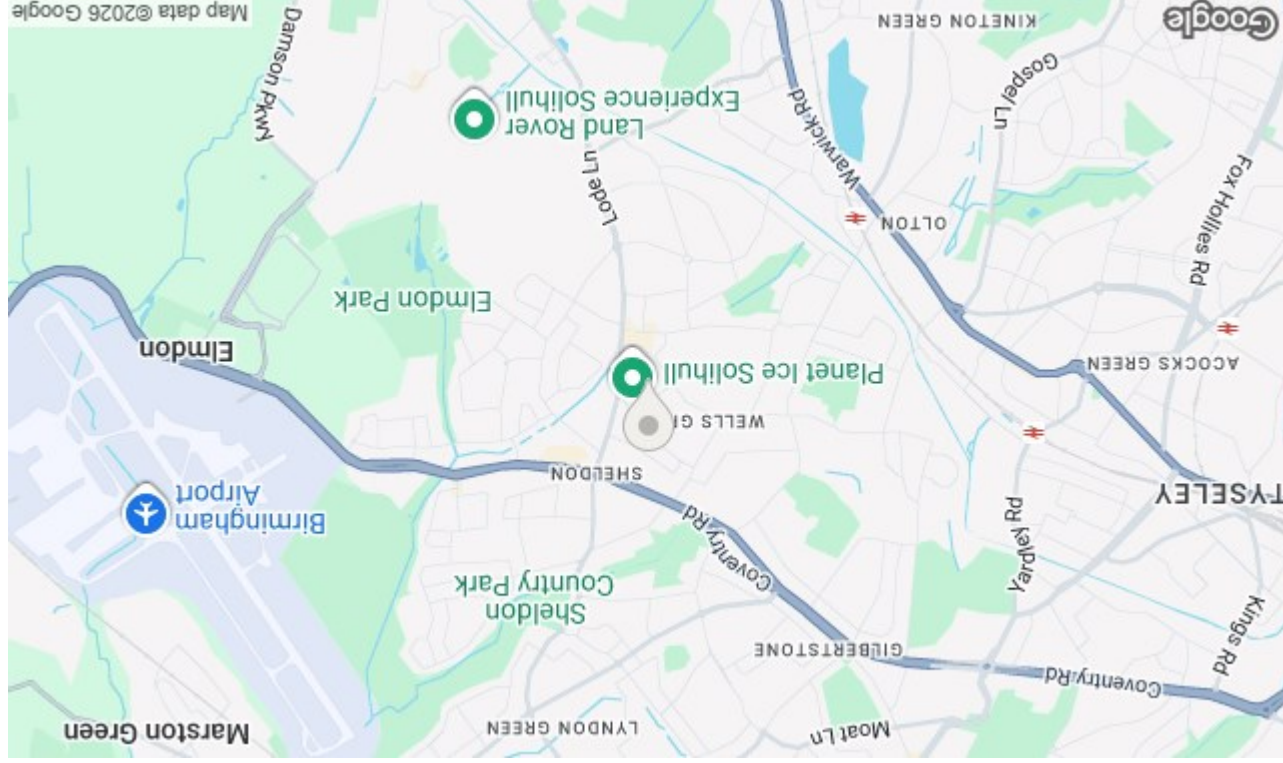 Moat Ln
LYNDON GREEN
Marston Green
Coventry Rd
GILBERTSTONE
Kings Rd
Sheldon
Country Park
Yardley Rd
Coventry Rd
Birmingham
Airport
TYSELEY
SHELDON
WELLS G
Planet Ice Solihull
ACOCKS GREEN
Elmdon
Elmdon Park
Fox Hollies Rd
OLTON
Lode Ln
Warwick Rd
Land Rover
Experience Solihull
Gospel Ln
Damson Pkwy
KINETON GREEN
Google
Map data ©2026 Google